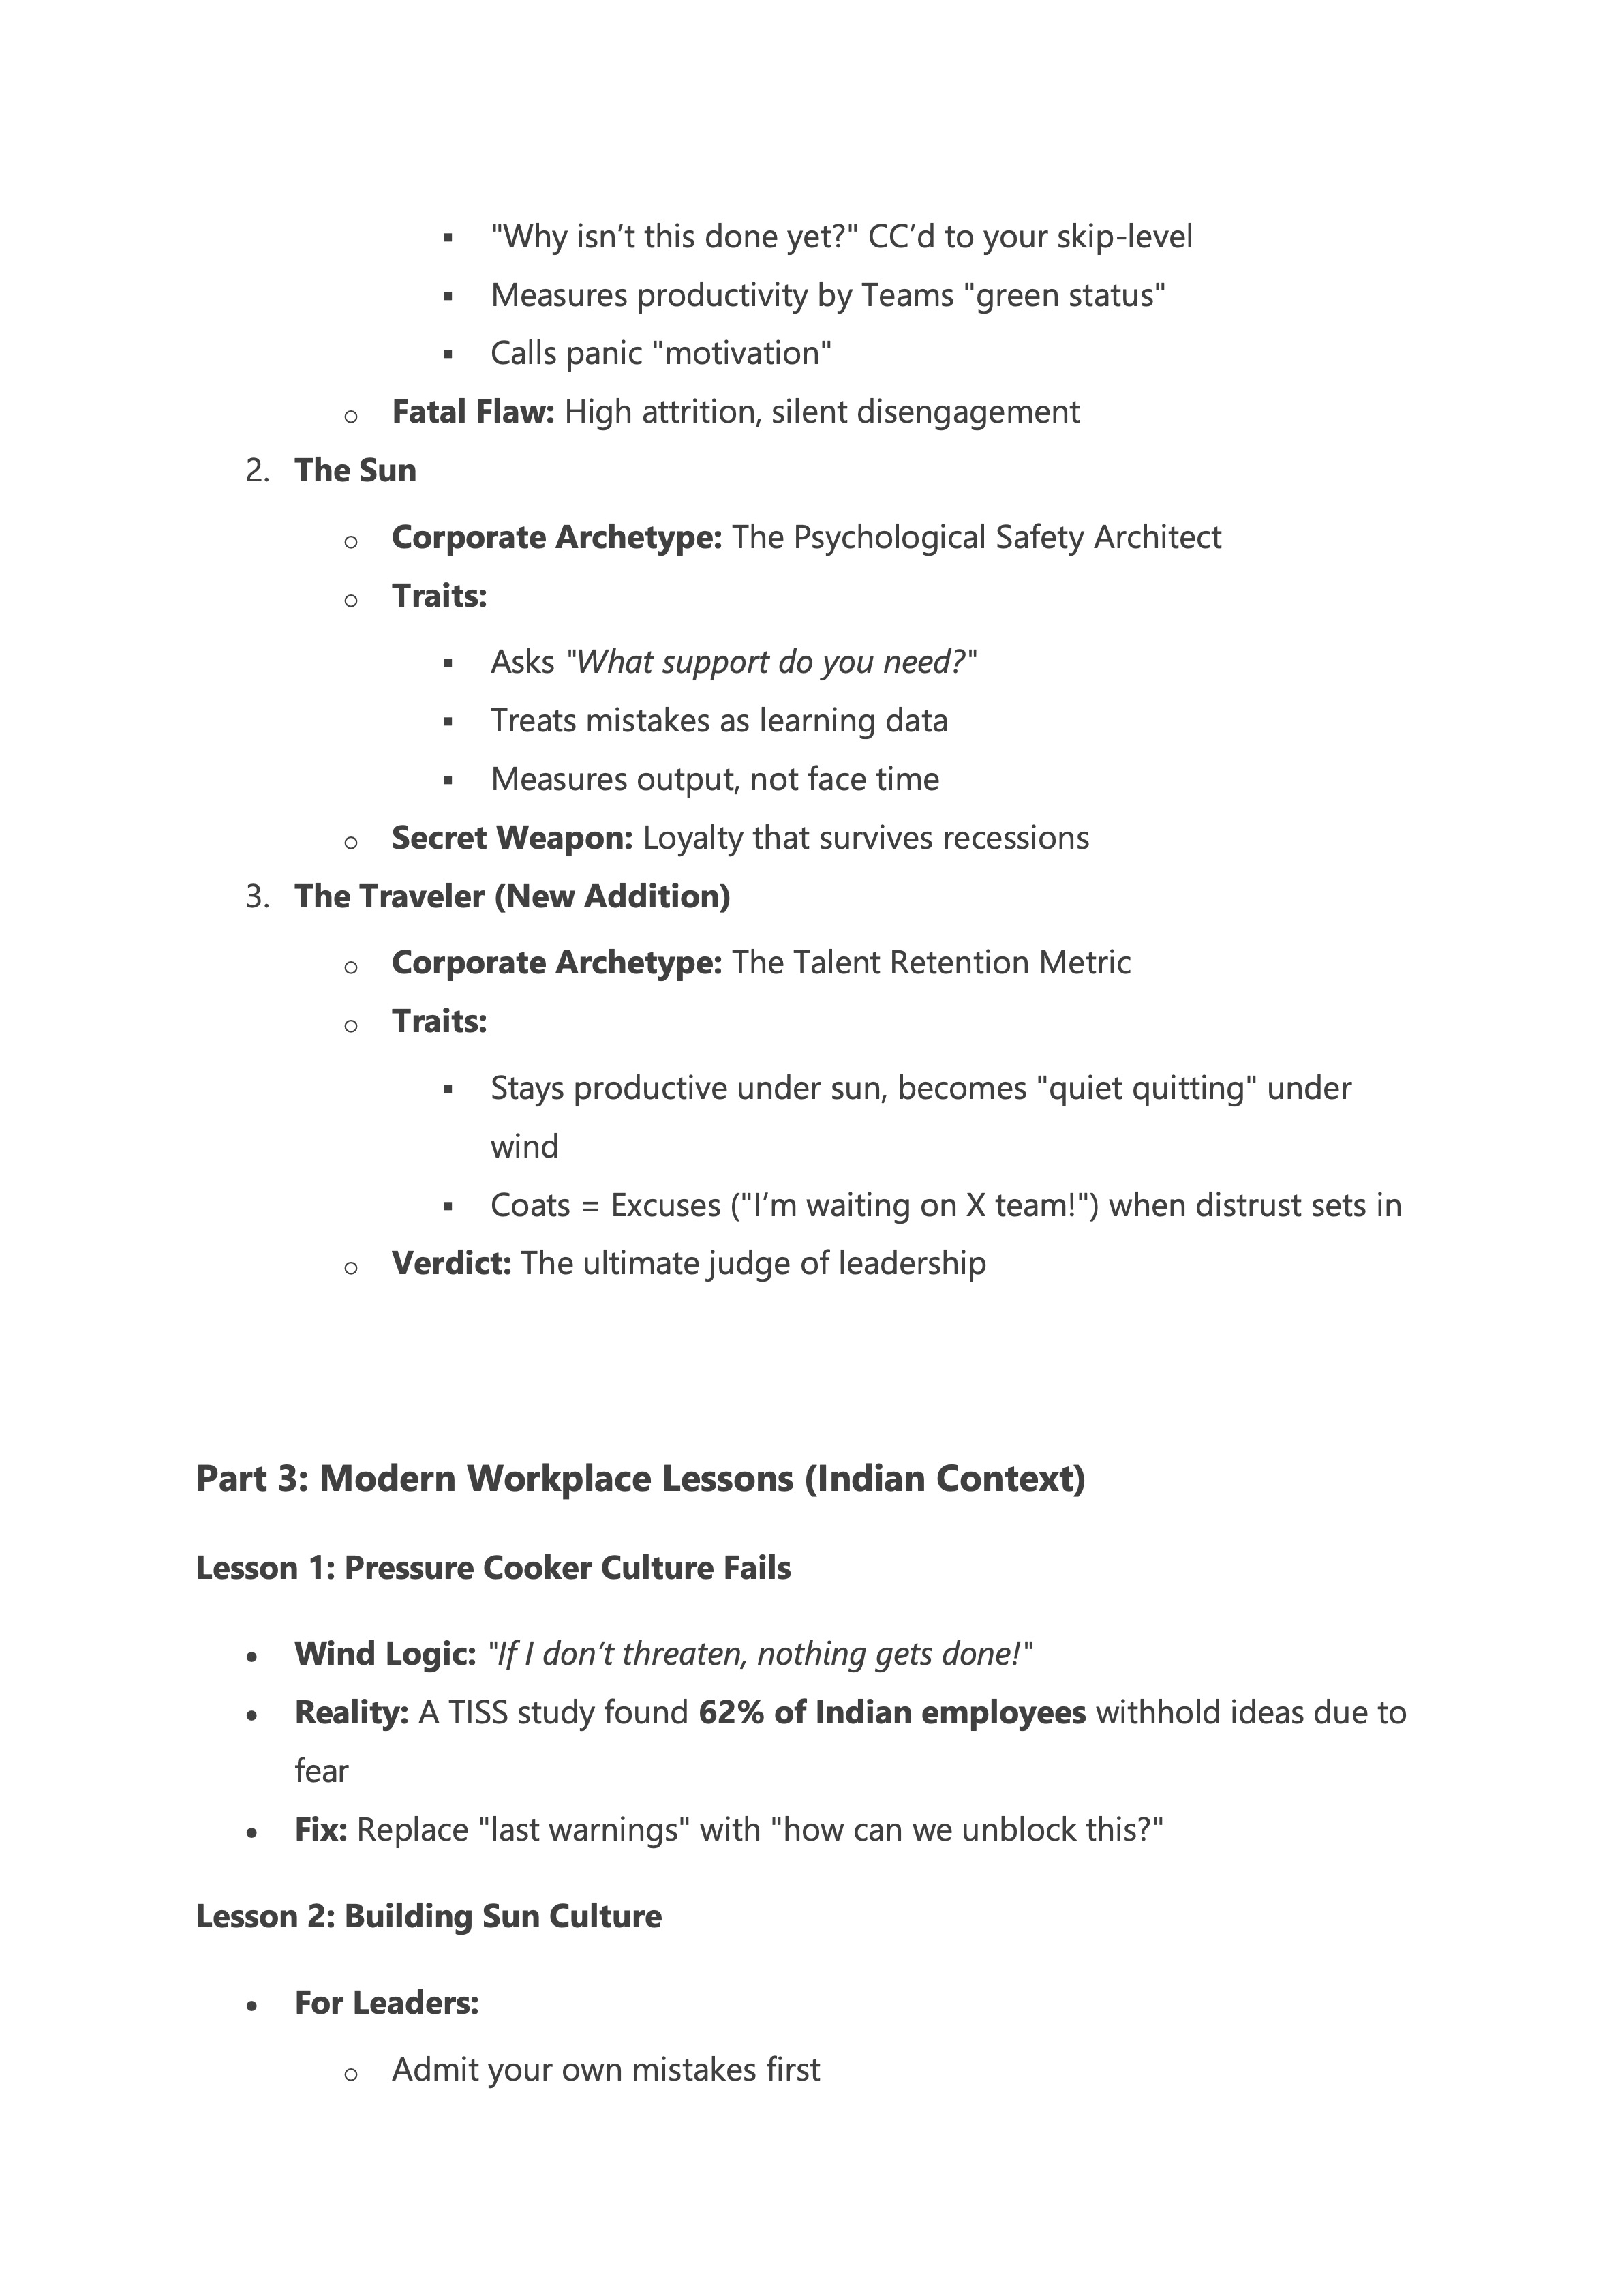 ▪ "Why isn’t this done yet?" CC’d to your skip-level
▪ Measures productivity by Teams "green status"
▪ Calls panic "motivation"
o Fatal Flaw: High attrition, silent disengagement
2. The Sun
o Corporate Archetype: The Psychological Safety Architect
o Traits:
▪ Asks "What support do you need?"
▪ Treats mistakes as learning data
▪ Measures output, not face time
o Secret Weapon: Loyalty that survives recessions
3. The Traveler (New Addition)
o Corporate Archetype: The Talent Retention Metric
o Traits:
▪ Stays productive under sun, becomes "quiet quitting" under
wind
▪ Coats = Excuses ("I’m waiting on X team!") when distrust sets in
o Verdict: The ultimate judge of leadership
Part 3: Modern Workplace Lessons (Indian Context)
Lesson 1: Pressure Cooker Culture Fails
• Wind Logic: "If I don’t threaten, nothing gets done!"
• Reality: A TISS study found 62% of Indian employees withhold ideas due to
fear
• Fix: Replace "last warnings" with "how can we unblock this?"
Lesson 2: Building Sun Culture
• For Leaders:
o Admit your own mistakes first